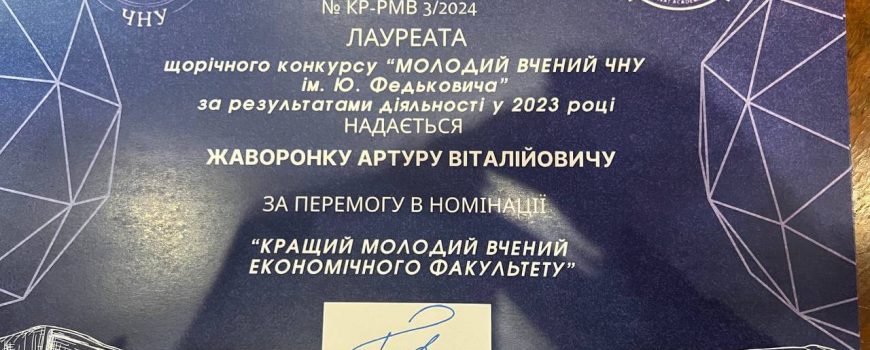 ЧНУ
№ КР-РМВ 3/2024
ЛАУРЕАТА
щорічного конкурсу “МОЛОДИЙ ВЧЕНИЙ ЧНУ
ім. Ю. Федьковича”
за результатами діяльності у 2023 році
НАДАЄТЬСЯ
ЖАВОРОНКУ АРТУРУ ВІТАЛІЙОВИЧУ
ЗА ПЕРЕМОГУ В НОМІНАЦІЇ
“КРАЩИЙ МОЛОДИЙ ВЧЕНИЙ
ЕКОНОМІЧНОГО ФАКУЛЬТЕТУ”